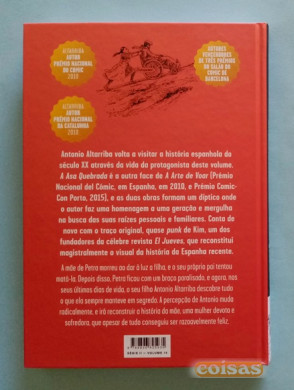 ALTARRIBA
AUTOR
PRÉMIO NACIONAL
DO COMIC
2010
AUTORES
VENCEDORES
DE TRÊS PRÉMIOS
DO SALÃO DO
COMIC DE
BARCELONA
ALTARRIBA
AUTOR
PRÉMIO NACIONAL
DA CATALUNHA
2010
Antonio Altarriba volta a visitar a história espanhola do
século XX através da vida da protagonista deste volume.
A Asa Quebrada é a outra face de A Arte de Voar (Prémio
Nacional del Cómic, em Espanha, em 2010, e Prémio Comic-
Con Porto, 2015), e as duas obras formam um díptico onde
o autor faz uma homenagem a uma geração e mergulha
na busca das suas raízes pessoais e familiares. Conta de
novo com o traço original, quase punk de Kim, um dos
fundadores da célebre revista El Jueves, que reconstitui
magistralmente o visual da história da Espanha recente.
A mãe de Petra morreu ao dar à luz a filha, e o seu próprio pai tentou
matá-la. Depois disso, Petra ficou com um braço paralisado, e agora, nos
seus últimos dias de vida, o seu filho Antonio Altarriba descobre tudo
o que ela sempre manteve em segredo. A percepção de Antonio muda
radicalmente, e irá reconstruir a história da mãe, uma mulher devota e
sofredora, que apesar de tudo conseguiu ser razoavelmente feliz.
coisas